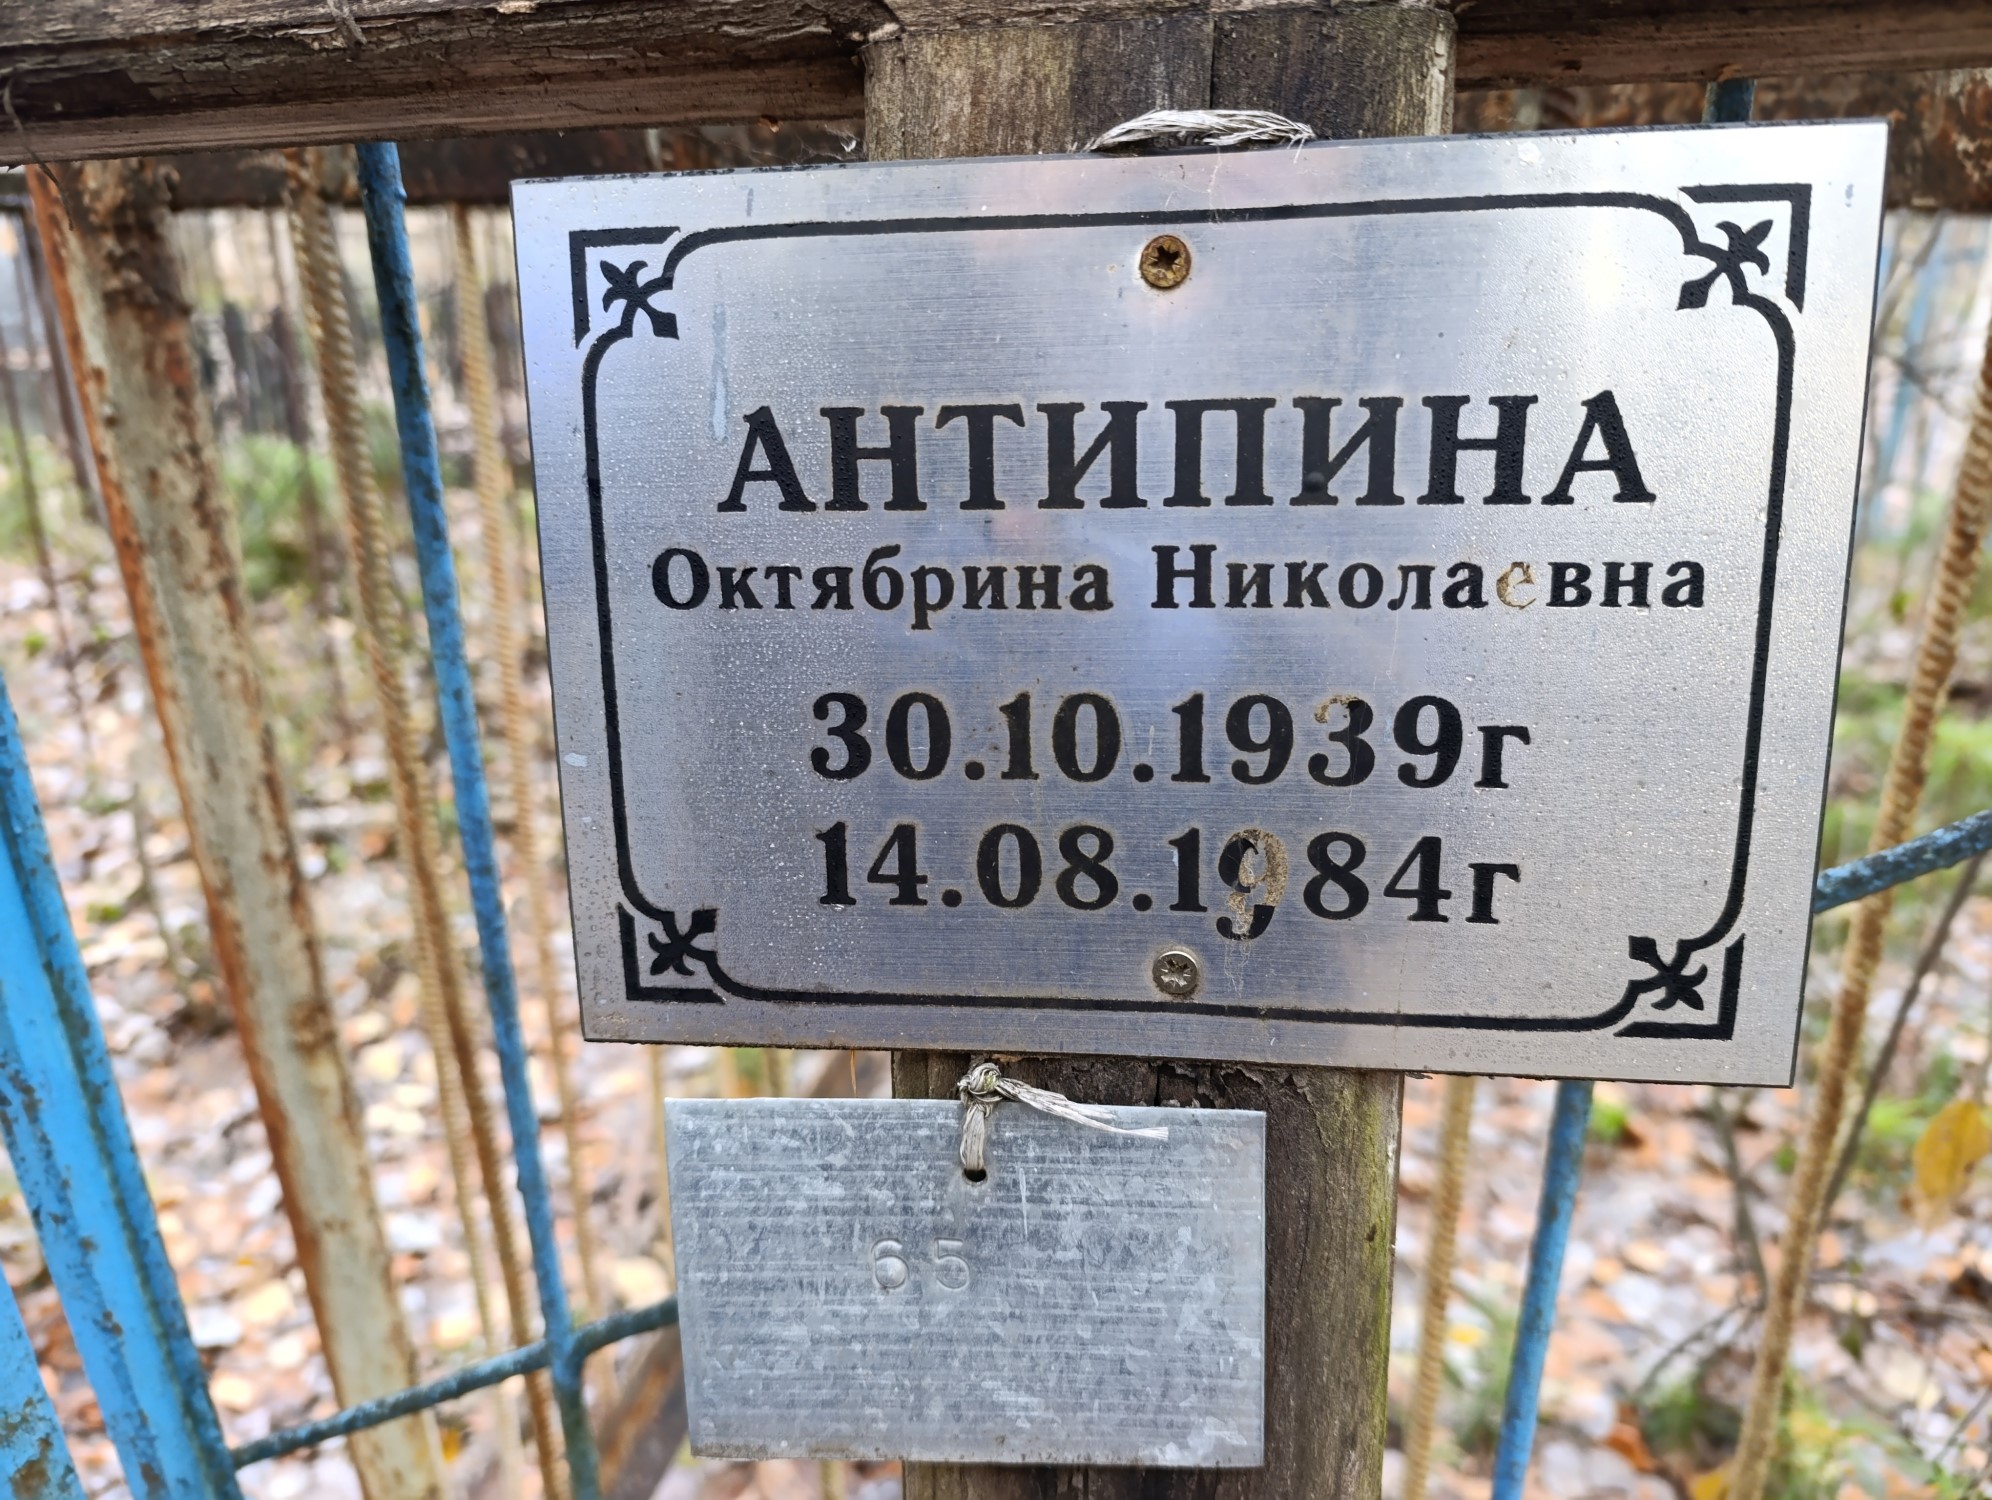 АНТИПИНА
Октябрина Николаевна
30.10.1939г
14.08.1984г
65